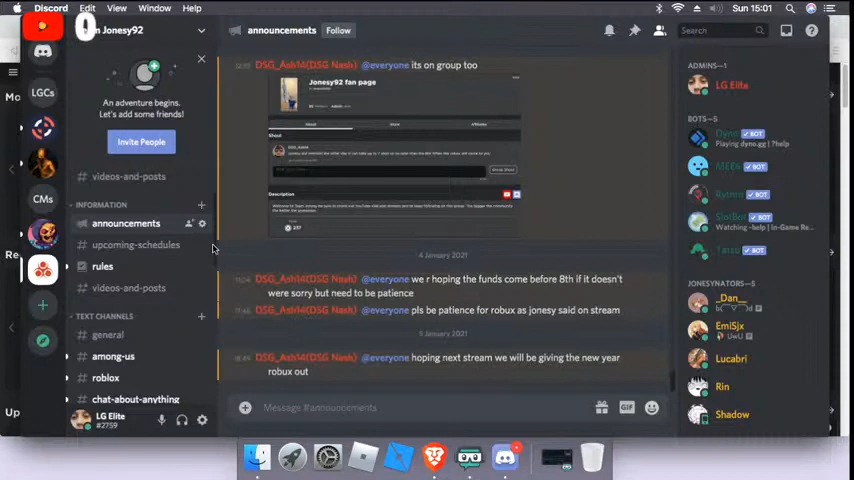 Discord Edit View Window Help
Sun 15:01
0
Jonesy92
announcements
Follow
Search
LGCs
CMs
An adventure begins.
Let's add some friends!
Invite People
videos-and-posts
INFORMATION
announcements
upcoming-schedules
rules
videos-and-posts
TEXT CHANNELS
general
among-us
roblox
chat-about-anything
LG Elite
#2759
DSG_Ash14(DSG Nash) @everyone its on group too
Jonesy92 fan page
Shout
Description
237
4 January 2021
11:04 DSG_Ash14(DSG Nash) @everyone we r hoping the funds come before 8th if it doesn't
were sorry but need to be patience
DSG_Ash14(DSG Nash) @everyone pls be patience for robux as jonesy said on stream
5 January 2021
DSG_Ash14(DSG Nash) @everyone hoping next stream we will be giving the new year
robux out
Message #announcements
GIF
ADMINS—1
LG Elite
BOTS—5
Dyno BOT
Playing dyno.gg | ?help
MEE6 BOT
Rythm BOT
SlotBot BOT
Watching ~help | In-Game Re...
Tatsu BOT
JONESYNATORS—5
_Dan_
EmiSjx
UwU
Lucabri
Rin
Shadow